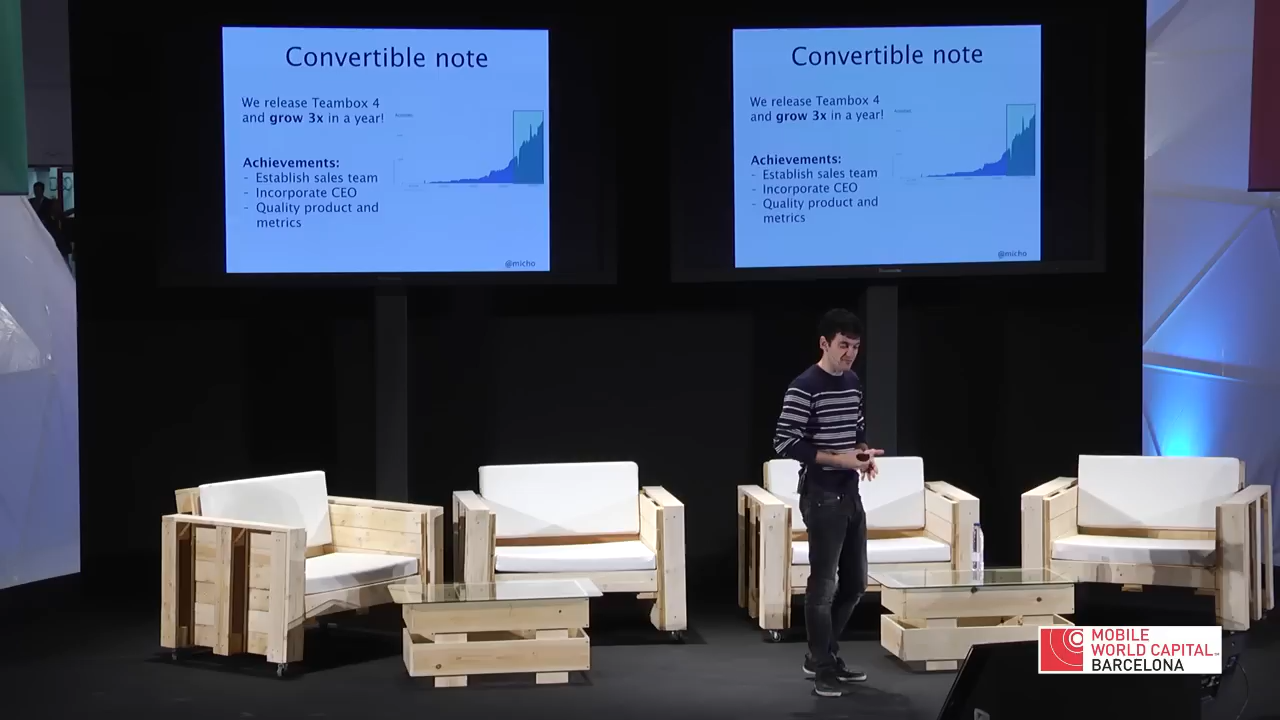 Convertible note
We release Teambox 4
and grow 3x in a year!
Achievements:
- Establish sales team
- Incorporate CEO
- Quality product and
metrics
@micho
Convertible note
We release Teambox 4
and grow 3x in a year!
Achievements:
- Establish sales team
- Incorporate CEO
- Quality product and
metrics
@micho
MOBILE
WORLD CAPITAL
BARCELONA